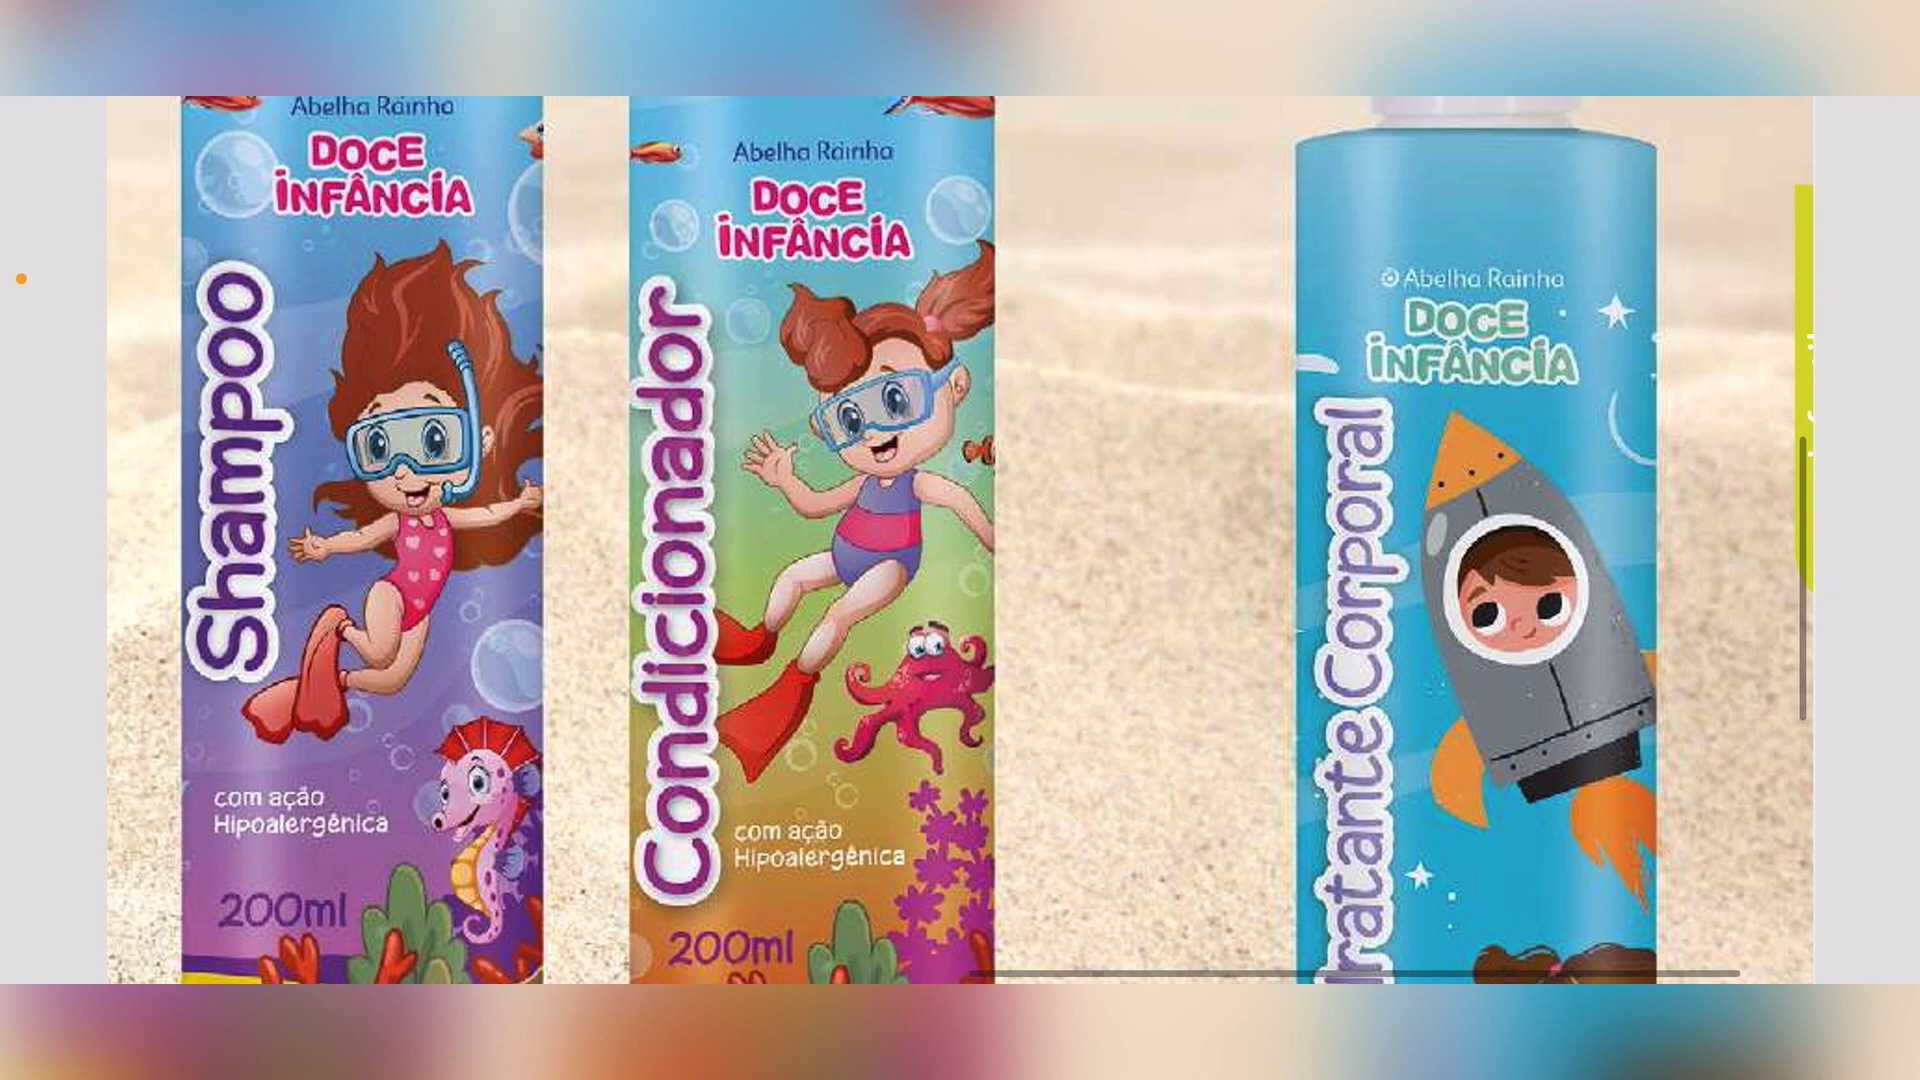 Abelha Rainha
DOCE
INFÂNCIA
Shampoo
com ação
Hipoalergênica
200ml
Abelha Rainha
DOCE
INFÂNCIA
Condicionador
com ação
Hipoalergênica
200ml
Abelha Rainha
DOCE
INFÂNCIA
Corporal